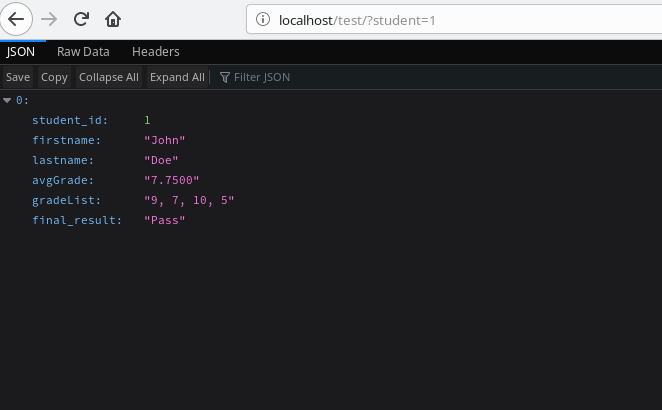 localhost/test/?student=1
JSON Raw Data Headers
Save Copy Collapse All Expand All Filter JSON
0:
student_id: 1
firstname: "John"
lastname: "Doe"
avgGrade: "7.7500"
gradeList: "9, 7, 10, 5"
final_result: "Pass"